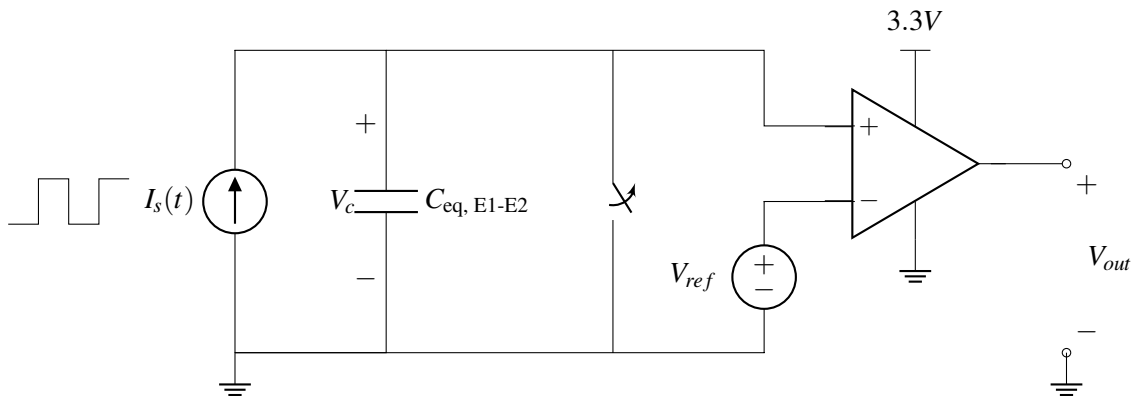 3.3V
+
+
I_s(t)
V_c
C_eq, E1-E2
−
−
V_ref
+
−
+
V_out
−